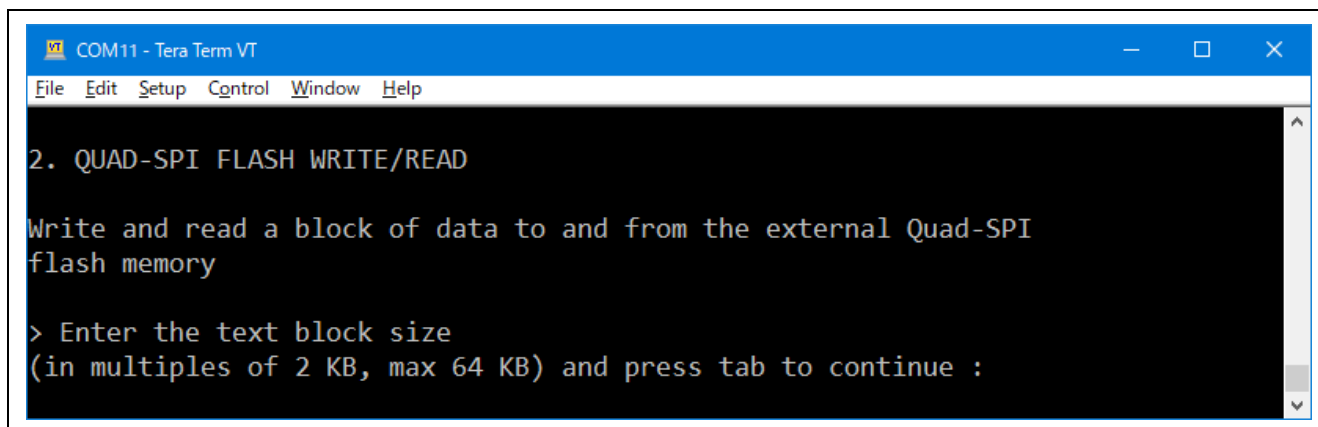 COM11 - Tera Term VT
File Edit Setup Control Window Help
2. QUAD-SPI FLASH WRITE/READ
Write and read a block of data to and from the external Quad-SPI
flash memory
> Enter the text block size
(in multiples of 2 KB, max 64 KB) and press tab to continue :